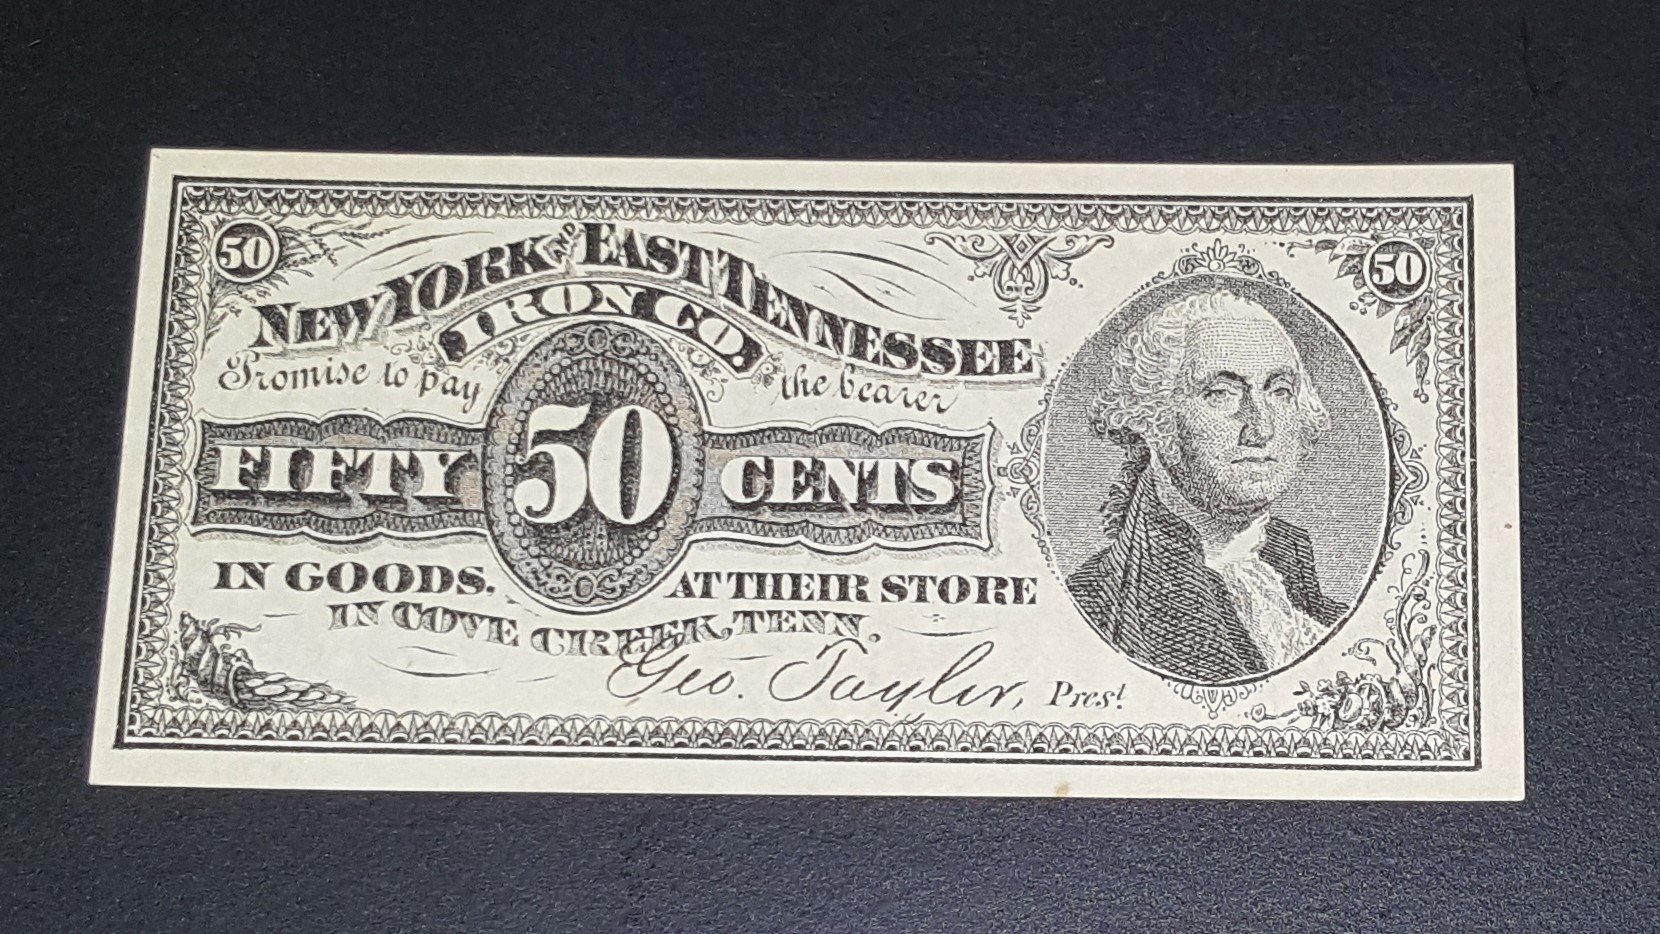 50
50
NEW YORK AND EAST TENNESSEE
IRON CO.
Promise to pay the bearer
FIFTY 50 CENTS
IN GOODS. AT THEIR STORE
IN COVE CREEK, TENN.
Geo. Taylor, Prest.